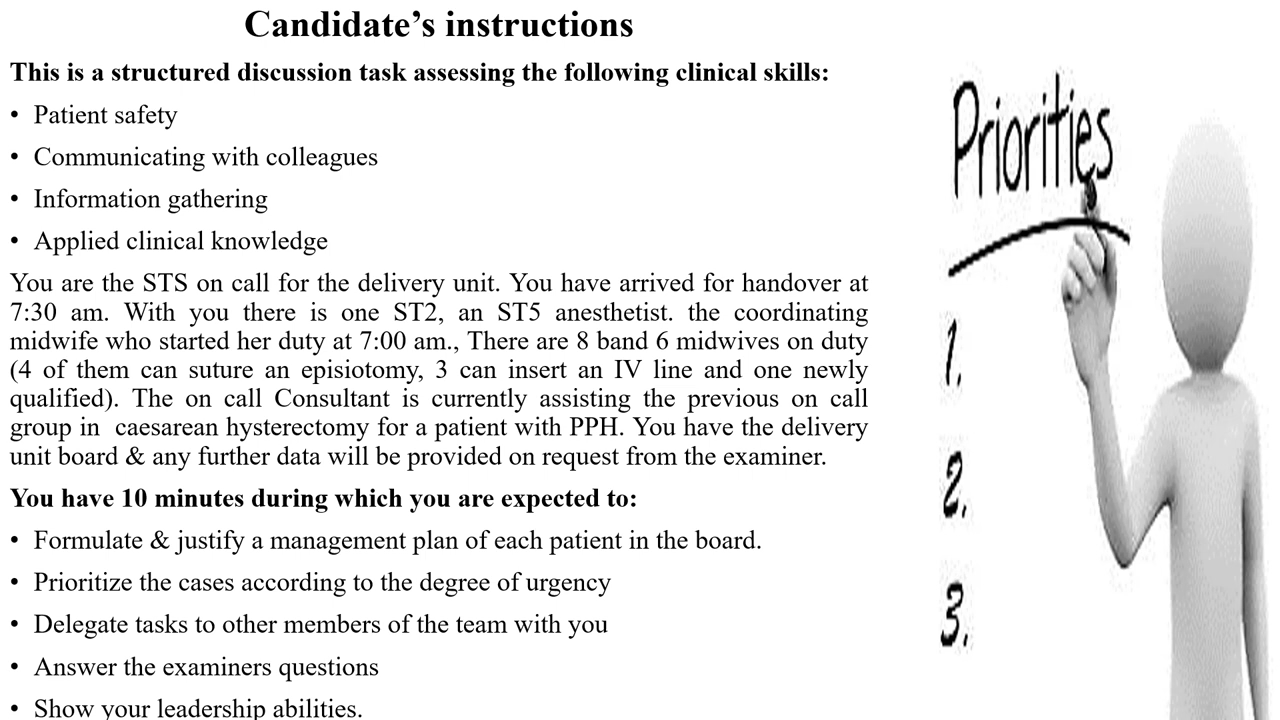 Candidate’s instructions
This is a structured discussion task assessing the following clinical skills:
• Patient safety
• Communicating with colleagues
• Information gathering
• Applied clinical knowledge
You are the STS on call for the delivery unit. You have arrived for handover at
7:30 am. With you there is one ST2, an ST5 anesthetist. the coordinating
midwife who started her duty at 7:00 am., There are 8 band 6 midwives on duty
(4 of them can suture an episiotomy, 3 can insert an IV line and one newly
qualified). The on call Consultant is currently assisting the previous on call
group in caesarean hysterectomy for a patient with PPH. You have the delivery
unit board & any further data will be provided on request from the examiner.
You have 10 minutes during which you are expected to:
• Formulate & justify a management plan of each patient in the board.
• Prioritize the cases according to the degree of urgency
• Delegate tasks to other members of the team with you
• Answer the examiners questions
• Show your leadership abilities.
Priorities
1.
2.
3.